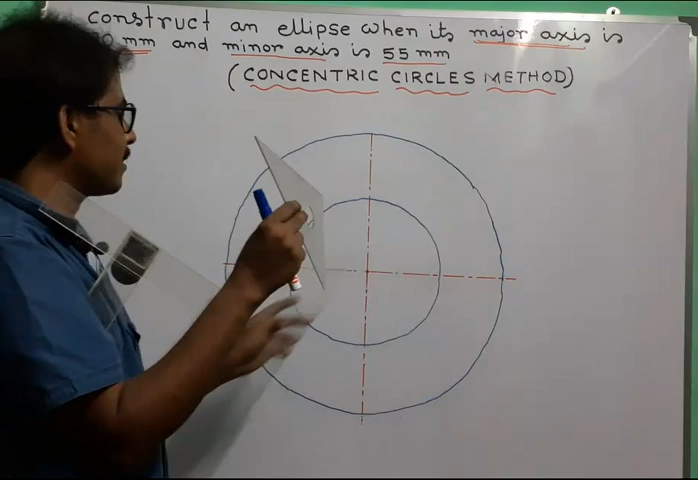 construct an ellipse when its major axis is
mm and minor axis is 55 mm
(CONCENTRIC CIRCLES METHOD)